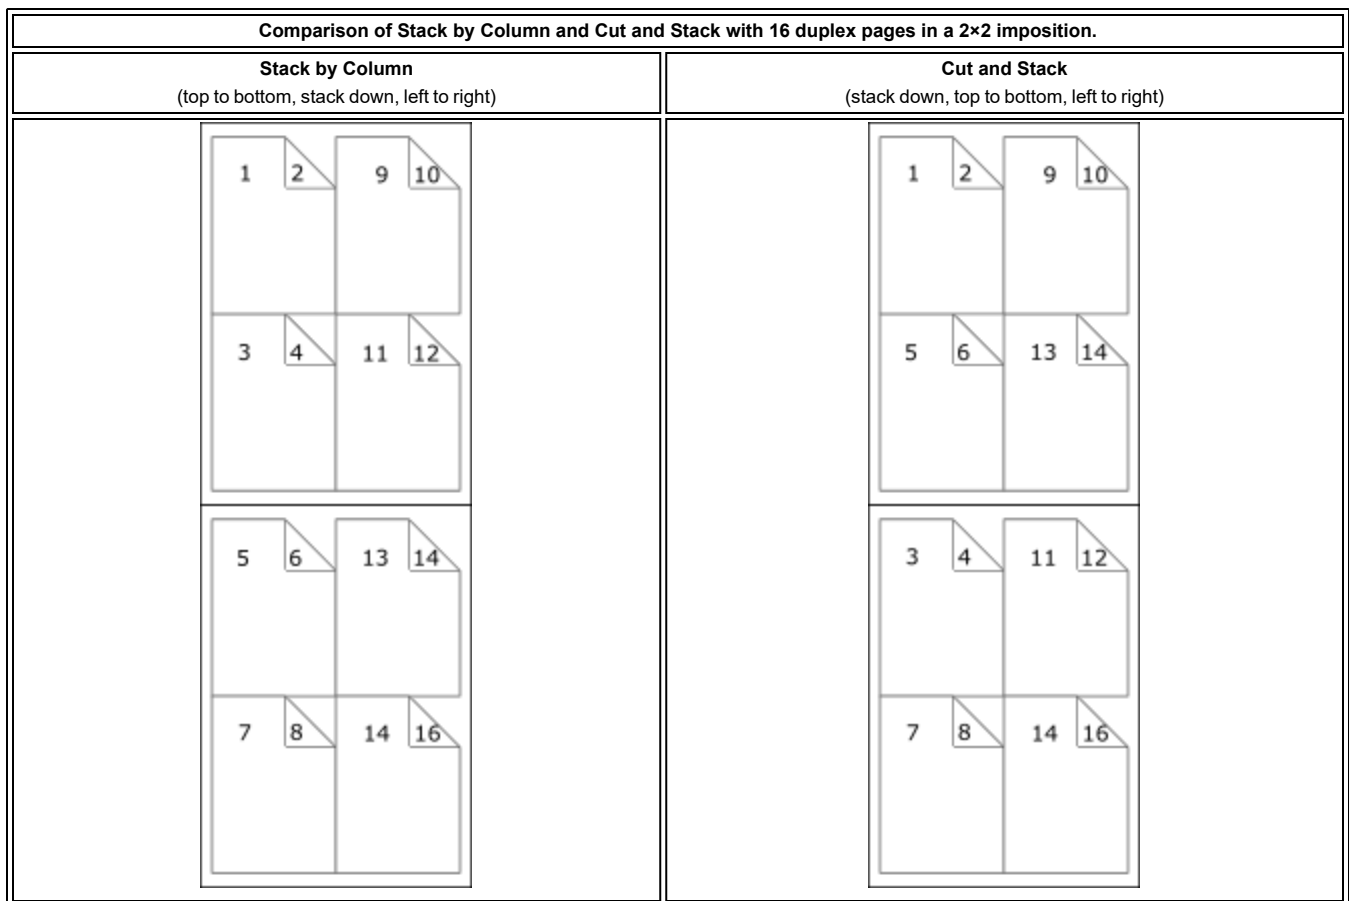 Comparison of Stack by Column and Cut and Stack with 16 duplex pages in a 2×2 imposition.
Stack by Column
(top to bottom, stack down, left to right)
Cut and Stack
(stack down, top to bottom, left to right)
1 2 9 10
3 4 11 12
5 6 13 14
7 8 14 16
1 2 9 10
5 6 13 14
3 4 11 12
7 8 14 16